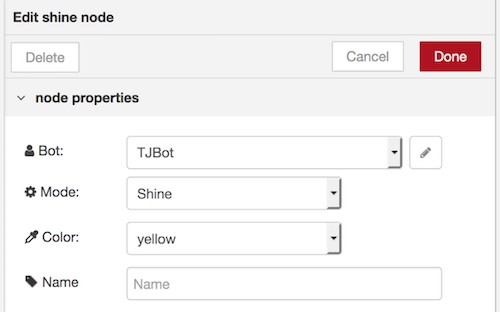 Edit shine node
Delete Cancel Done
node properties
Bot: TJBot
Mode: Shine
Color: yellow
Name Name